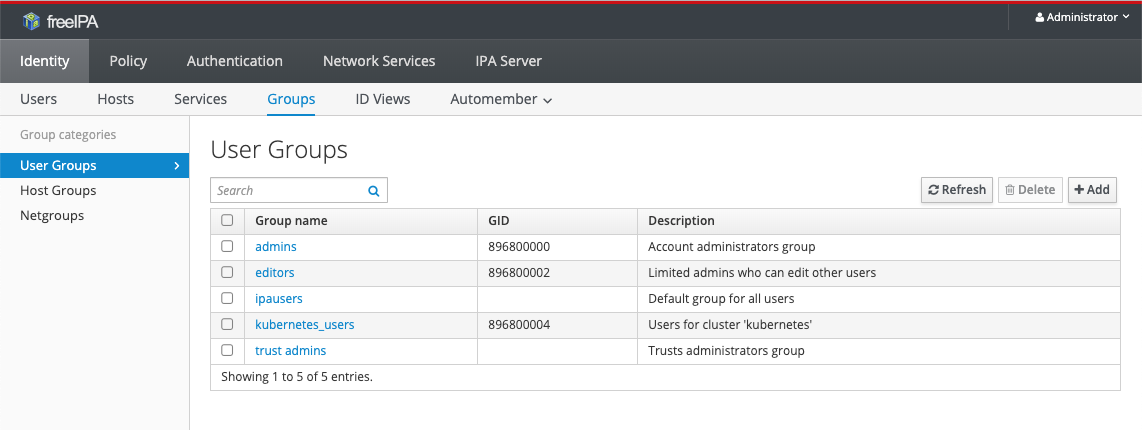 freeIPA
Administrator
Identity Policy Authentication Network Services IPA Server
Users Hosts Services Groups ID Views Automember
Group categories
User Groups
Host Groups
Netgroups
User Groups
Search
Refresh Delete Add
Group name GID Description
admins 896800000 Account administrators group
editors 896800002 Limited admins who can edit other users
ipausers Default group for all users
kubernetes_users 896800004 Users for cluster 'kubernetes'
trust admins Trusts administrators group
Showing 1 to 5 of 5 entries.